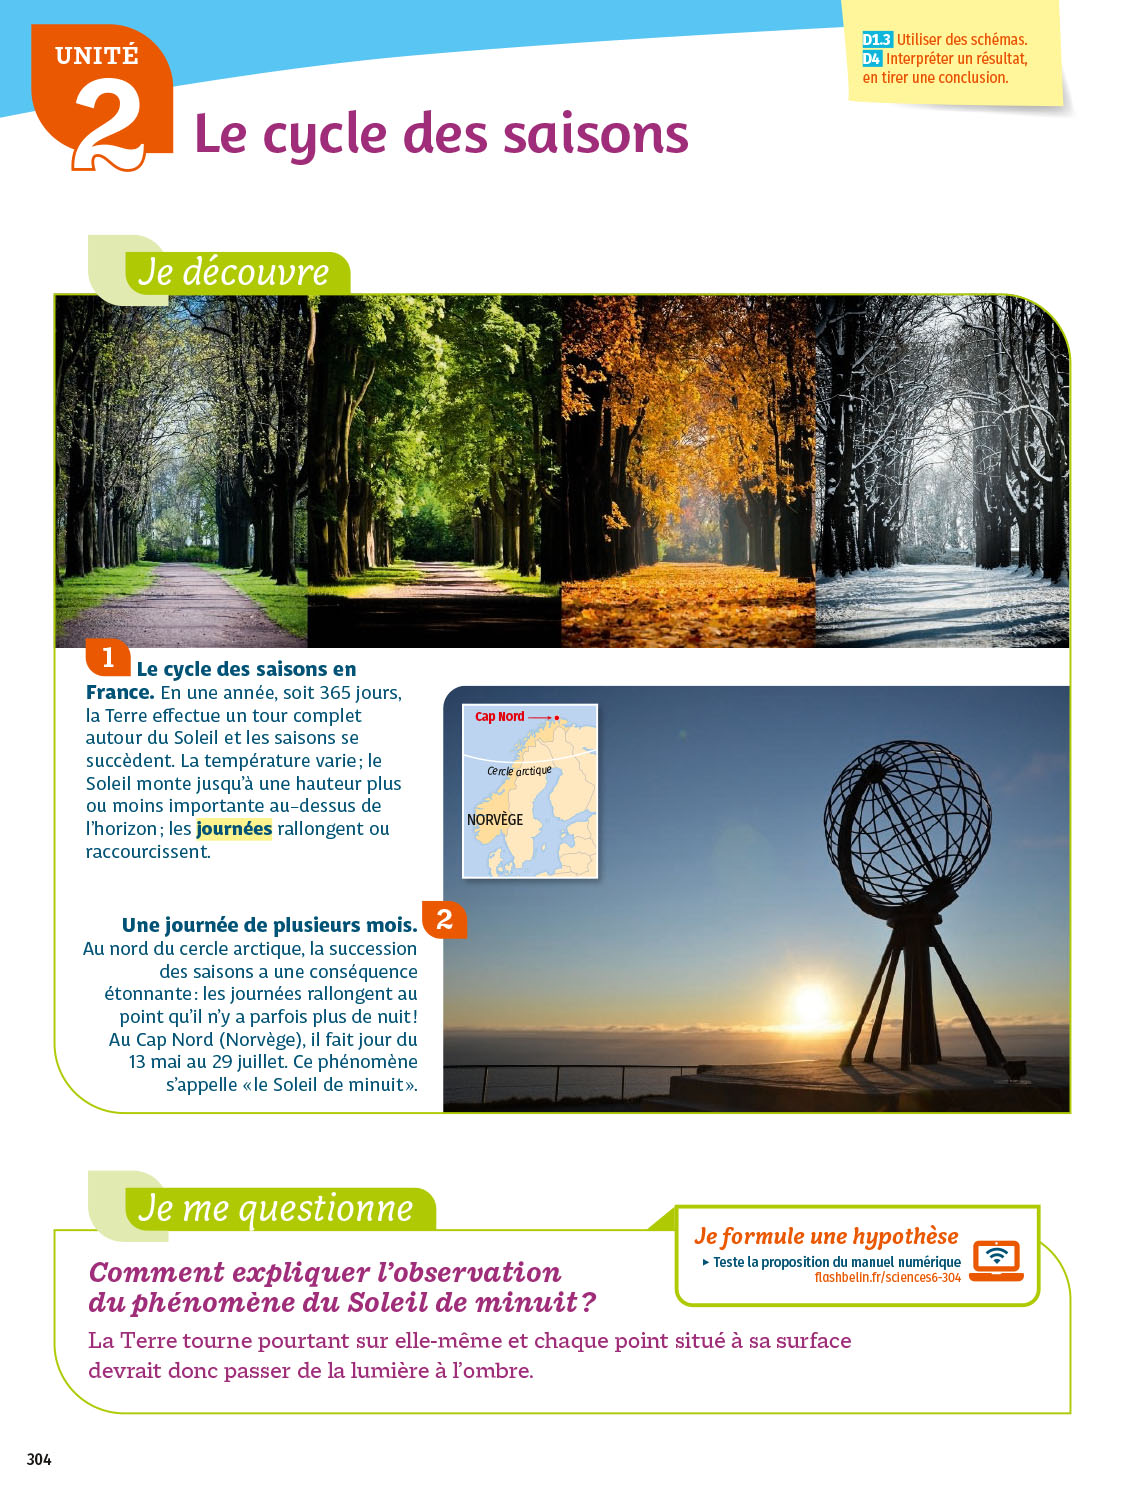 UNITÉ
2
Le cycle des saisons
D1.3 Utiliser des schémas.
D4 Interpréter un résultat,
en tirer une conclusion.
Je découvre
1 Le cycle des saisons en
France. En une année, soit 365 jours,
la Terre effectue un tour complet
autour du Soleil et les saisons se
succèdent. La température varie ; le
Soleil monte jusqu'à une hauteur plus
ou moins importante au-dessus de
l'horizon ; les journées rallongent ou
raccourcissent.
Cap Nord
Cercle arctique
NORVÈGE
Une journée de plusieurs mois. 2
Au nord du cercle arctique, la succession
des saisons a une conséquence
étonnante : les journées rallongent au
point qu'il n'y a parfois plus de nuit !
Au Cap Nord (Norvège), il fait jour du
13 mai au 29 juillet. Ce phénomène
s'appelle « le Soleil de minuit ».
Je me questionne
Comment expliquer l'observation
du phénomène du Soleil de minuit ?
La Terre tourne pourtant sur elle-même et chaque point situé à sa surface
devrait donc passer de la lumière à l'ombre.
Je formule une hypothèse
▸ Teste la proposition du manuel numérique
flashbelin.fr/sciences6-304
304